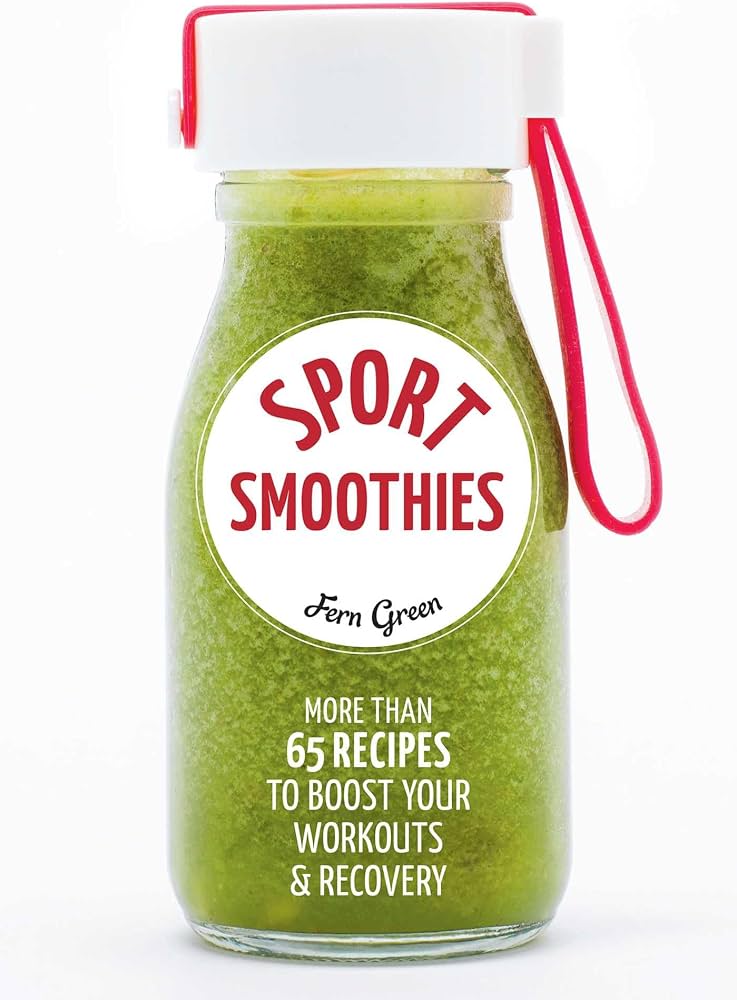 SPORT
SMOOTHIES
Fern Green
MORE THAN
65 RECIPES
TO BOOST YOUR
WORKOUTS
& RECOVERY